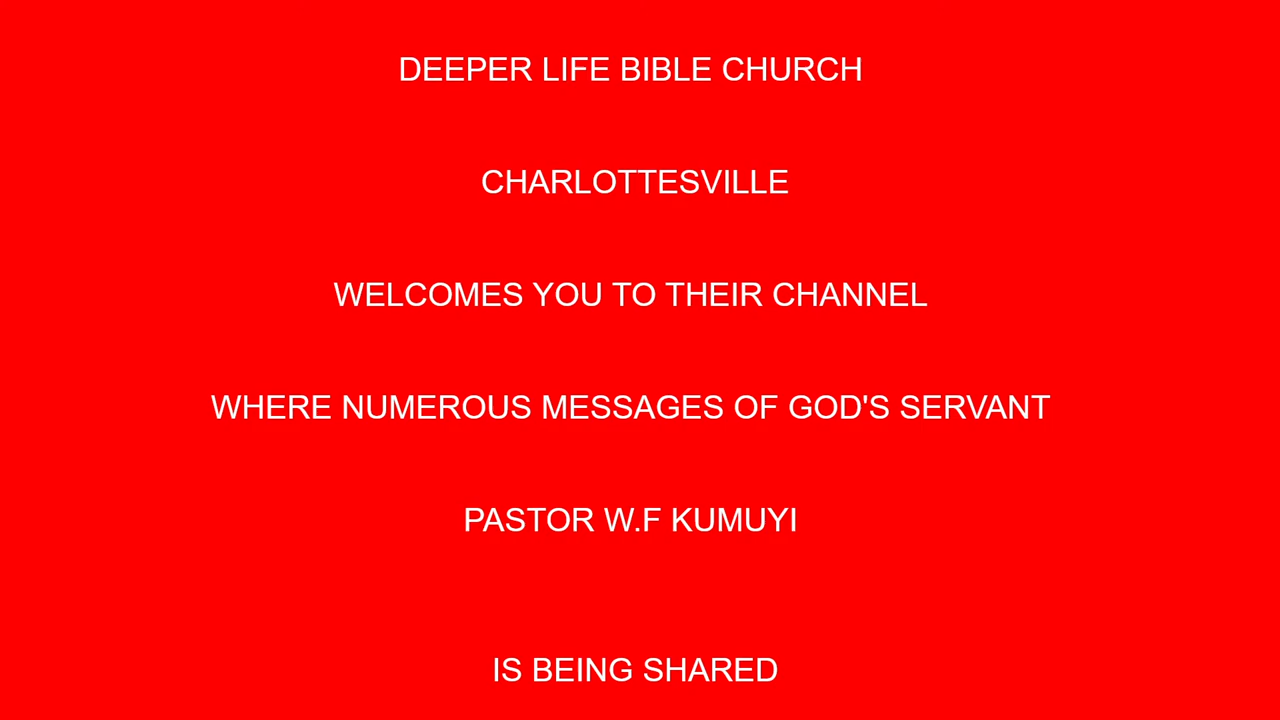 DEEPER LIFE BIBLE CHURCH
CHARLOTTESVILLE
WELCOMES YOU TO THEIR CHANNEL
WHERE NUMEROUS MESSAGES OF GOD'S SERVANT
PASTOR W.F KUMUYI
IS BEING SHARED